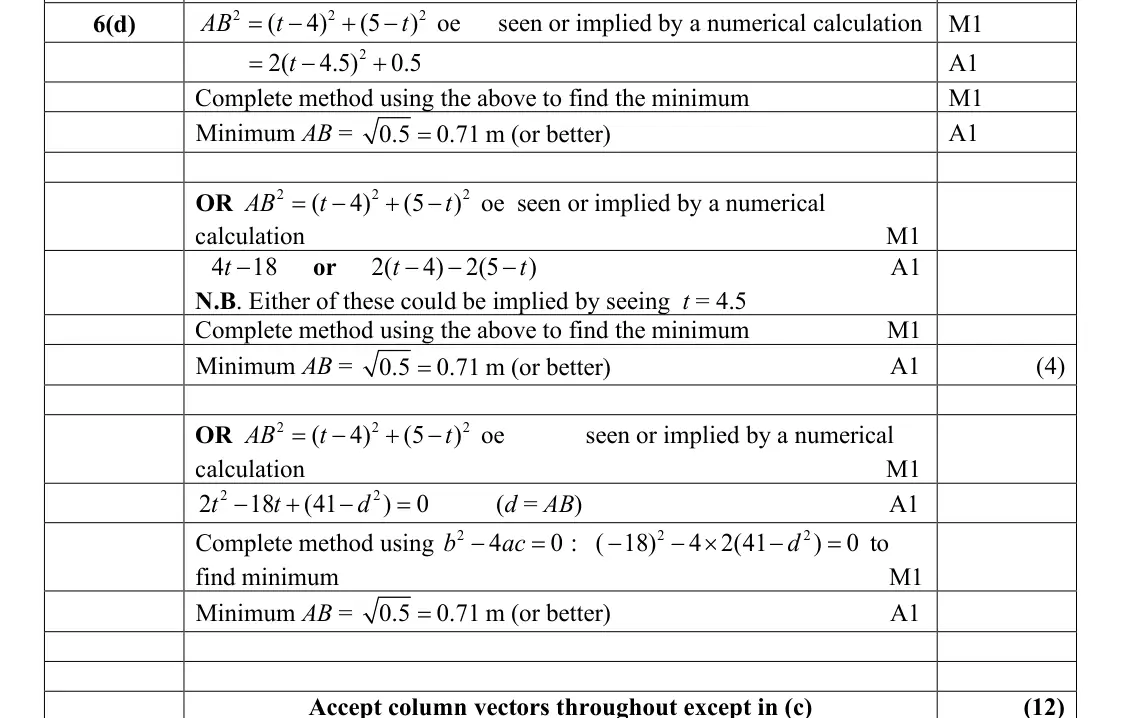 6(d) AB² = (t − 4)² + (5 − t)² oe seen or implied by a numerical calculation M1
= 2(t − 4.5)² + 0.5 A1
Complete method using the above to find the minimum M1
Minimum AB = √0.5 = 0.71 m (or better) A1
OR AB² = (t − 4)² + (5 − t)² oe seen or implied by a numerical
calculation M1
4t − 18 or 2(t − 4) − 2(5 − t) A1
N.B. Either of these could be implied by seeing t = 4.5
Complete method using the above to find the minimum M1
Minimum AB = √0.5 = 0.71 m (or better) A1 (4)
OR AB² = (t − 4)² + (5 − t)² oe seen or implied by a numerical
calculation M1
2t² − 18t + (41 − d²) = 0 (d = AB) A1
Complete method using b² − 4ac = 0 : (−18)² − 4 × 2(41 − d²) = 0 to
find minimum M1
Minimum AB = √0.5 = 0.71 m (or better) A1
Accept column vectors throughout except in (c) (12)